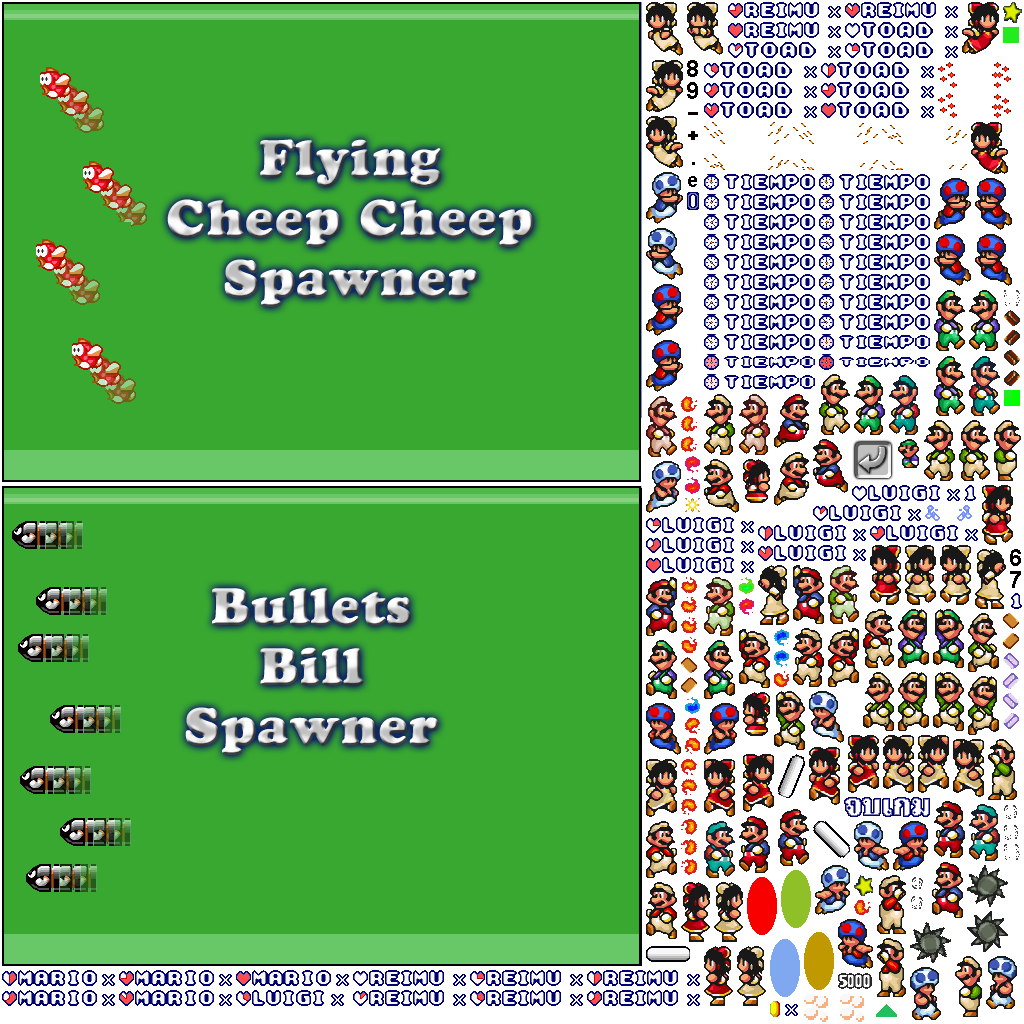 Flying
Cheep Cheep
Spawner
Bullets
Bill
Spawner
REIMU x REIMU x
REIMU x TOAD x
TOAD x TOAD x
8 TOAD x TOAD x
9 TOAD x TOAD x
- TOAD x TOAD x
+
.
e TIEMPO TIEMPO
0 TIEMPO TIEMPO
TIEMPO TIEMPO
TIEMPO TIEMPO
TIEMPO TIEMPO
TIEMPO TIEMPO
TIEMPO TIEMPO
TIEMPO TIEMPO
TIEMPO TIEMPO
TIEMPO TIEMPO
TIEMPO
LUIGI x 1
LUIGI x
LUIGI x
LUIGI x LUIGI x
LUIGI x
LUIGI x
LUIGI x
6
7
1
จบเกม
5000
MARIO x MARIO x MARIO x REIMU x REIMU x REIMU x
MARIO x MARIO x LUIGI x REIMU x REIMU x REIMU x
x